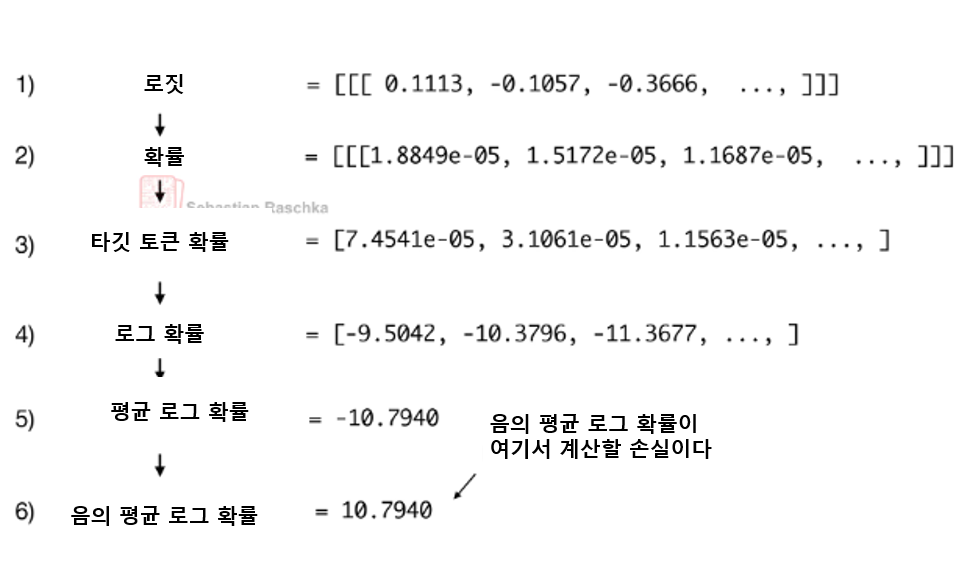 1) 로짓 = [[[ 0.1113, -0.1057, -0.3666, ..., ]]]
2) 확률 = [[[1.8849e-05, 1.5172e-05, 1.1687e-05, ..., ]]]
Sebastian Raschka
3) 타깃 토큰 확률 = [7.4541e-05, 3.1061e-05, 1.1563e-05, ..., ]
4) 로그 확률 = [-9.5042, -10.3796, -11.3677, ..., ]
5) 평균 로그 확률 = -10.7940
음의 평균 로그 확률이
여기서 계산할 손실이다
6) 음의 평균 로그 확률 = 10.7940